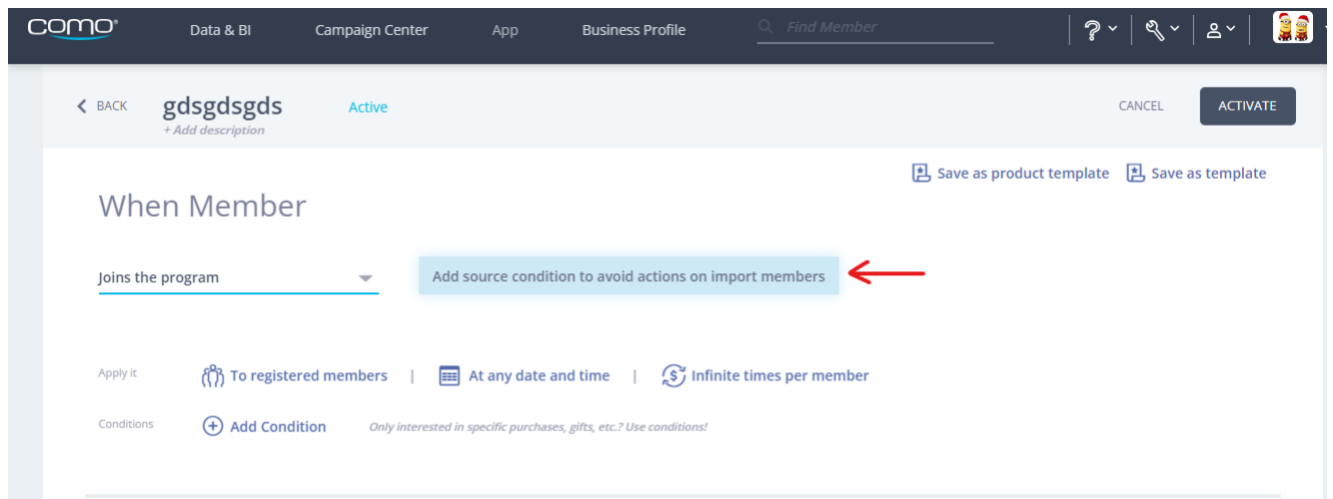 como®
Data & BI
Campaign Center
App
Business Profile
Find Member
BACK
gdsgdsgds
Active
CANCEL
ACTIVATE
+ Add description
Save as product template
Save as template
When Member
Joins the program
Add source condition to avoid actions on import members
Apply it
To registered members | At any date and time | Infinite times per member
Conditions
Add Condition
Only interested in specific purchases, gifts, etc.? Use conditions!